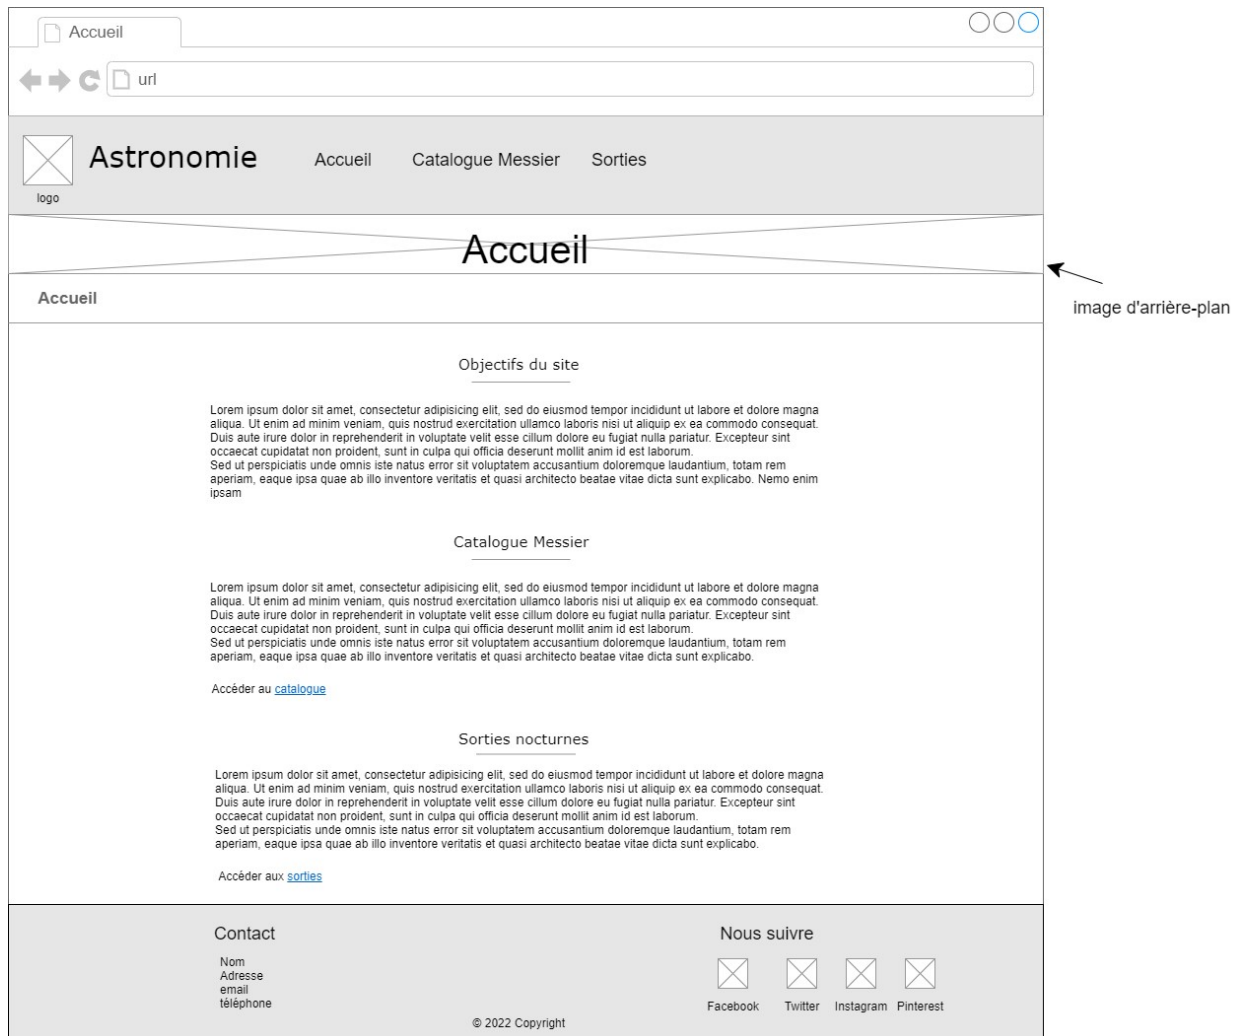 Accueil
url
Astronomie Accueil Catalogue Messier Sorties
logo
Accueil
Accueil
image d'arrière-plan
Objectifs du site
Lorem ipsum dolor sit amet, consectetur adipisicing elit, sed do eiusmod tempor incididunt ut labore et dolore magna
aliqua. Ut enim ad minim veniam, quis nostrud exercitation ullamco laboris nisi ut aliquip ex ea commodo consequat.
Duis aute irure dolor in reprehenderit in voluptate velit esse cillum dolore eu fugiat nulla pariatur. Excepteur sint
occaecat cupidatat non proident, sunt in culpa qui officia deserunt mollit anim id est laborum.
Sed ut perspiciatis unde omnis iste natus error sit voluptatem accusantium doloremque laudantium, totam rem
aperiam, eaque ipsa quae ab illo inventore veritatis et quasi architecto beatae vitae dicta sunt explicabo. Nemo enim
ipsam
Catalogue Messier
Lorem ipsum dolor sit amet, consectetur adipisicing elit, sed do eiusmod tempor incididunt ut labore et dolore magna
aliqua. Ut enim ad minim veniam, quis nostrud exercitation ullamco laboris nisi ut aliquip ex ea commodo consequat.
Duis aute irure dolor in reprehenderit in voluptate velit esse cillum dolore eu fugiat nulla pariatur. Excepteur sint
occaecat cupidatat non proident, sunt in culpa qui officia deserunt mollit anim id est laborum.
Sed ut perspiciatis unde omnis iste natus error sit voluptatem accusantium doloremque laudantium, totam rem
aperiam, eaque ipsa quae ab illo inventore veritatis et quasi architecto beatae vitae dicta sunt explicabo.
Accéder au catalogue
Sorties nocturnes
Lorem ipsum dolor sit amet, consectetur adipisicing elit, sed do eiusmod tempor incididunt ut labore et dolore magna
aliqua. Ut enim ad minim veniam, quis nostrud exercitation ullamco laboris nisi ut aliquip ex ea commodo consequat.
Duis aute irure dolor in reprehenderit in voluptate velit esse cillum dolore eu fugiat nulla pariatur. Excepteur sint
occaecat cupidatat non proident, sunt in culpa qui officia deserunt mollit anim id est laborum.
Sed ut perspiciatis unde omnis iste natus error sit voluptatem accusantium doloremque laudantium, totam rem
aperiam, eaque ipsa quae ab illo inventore veritatis et quasi architecto beatae vitae dicta sunt explicabo.
Accéder aux sorties
Contact
Nom
Adresse
email
téléphone
Nous suivre
Facebook Twitter Instagram Pinterest
© 2022 Copyright